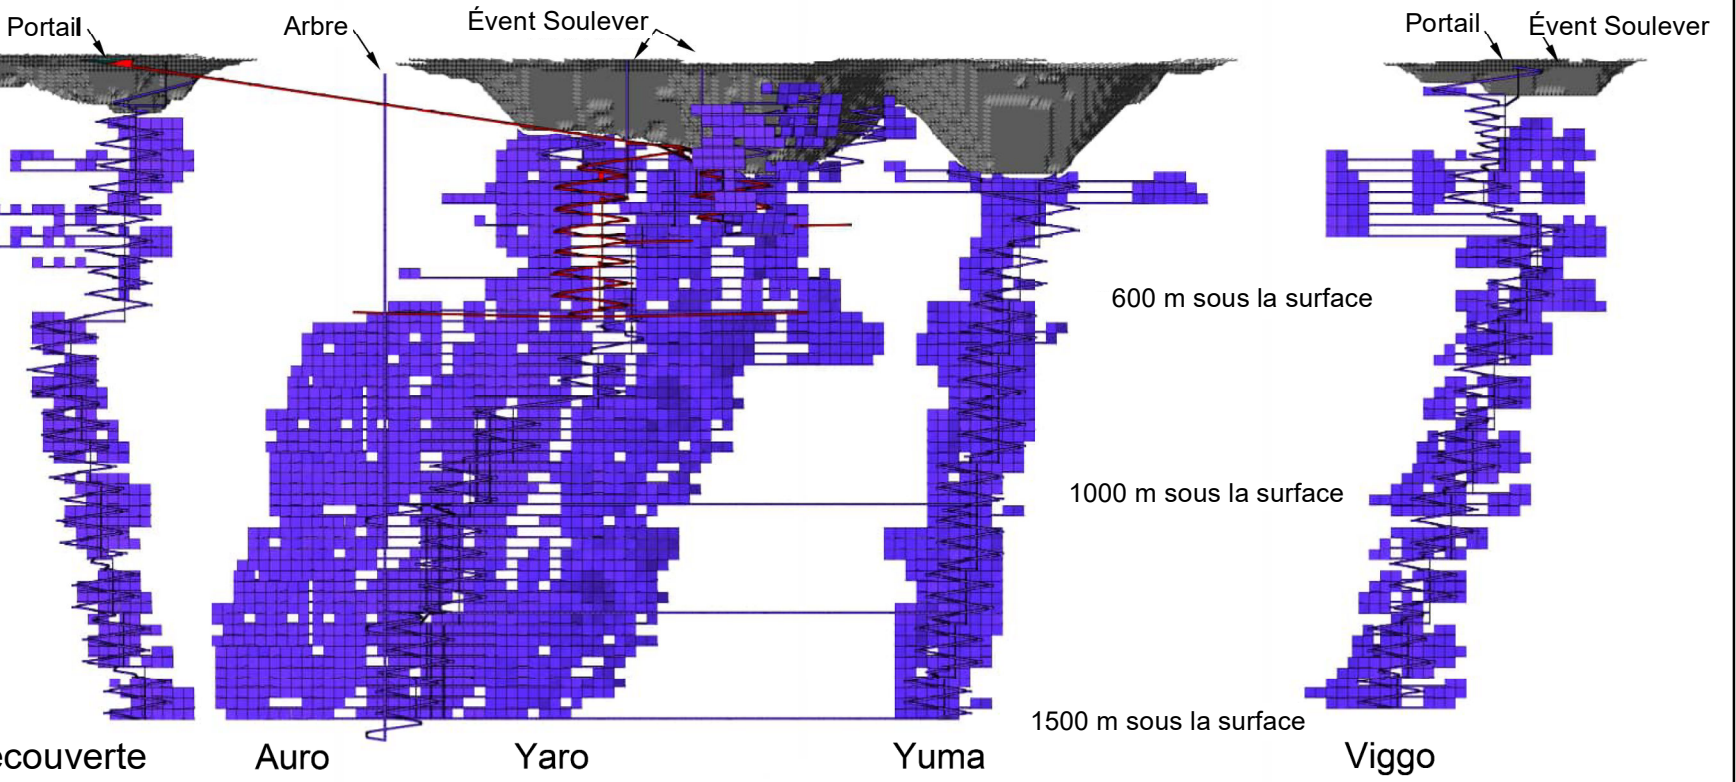 Portail
Arbre
Évent Soulever
Portail
Évent Soulever
600 m sous la surface
1000 m sous la surface
1500 m sous la surface
écouverte
Auro
Yaro
Yuma
Viggo